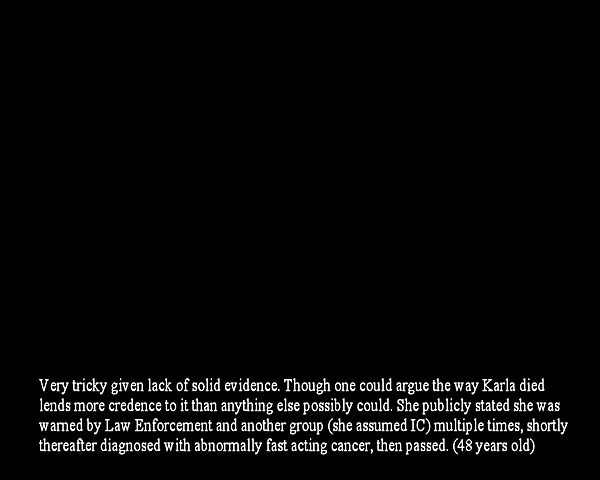 Very tricky given lack of solid evidence. Though one could argue the way Karla died
lends more credence to it than anything else possibly could. She publicly stated she was
warned by Law Enforcement and another group (she assumed IC) multiple times, shortly
thereafter diagnosed with abnormally fast acting cancer, then passed. (48 years old)